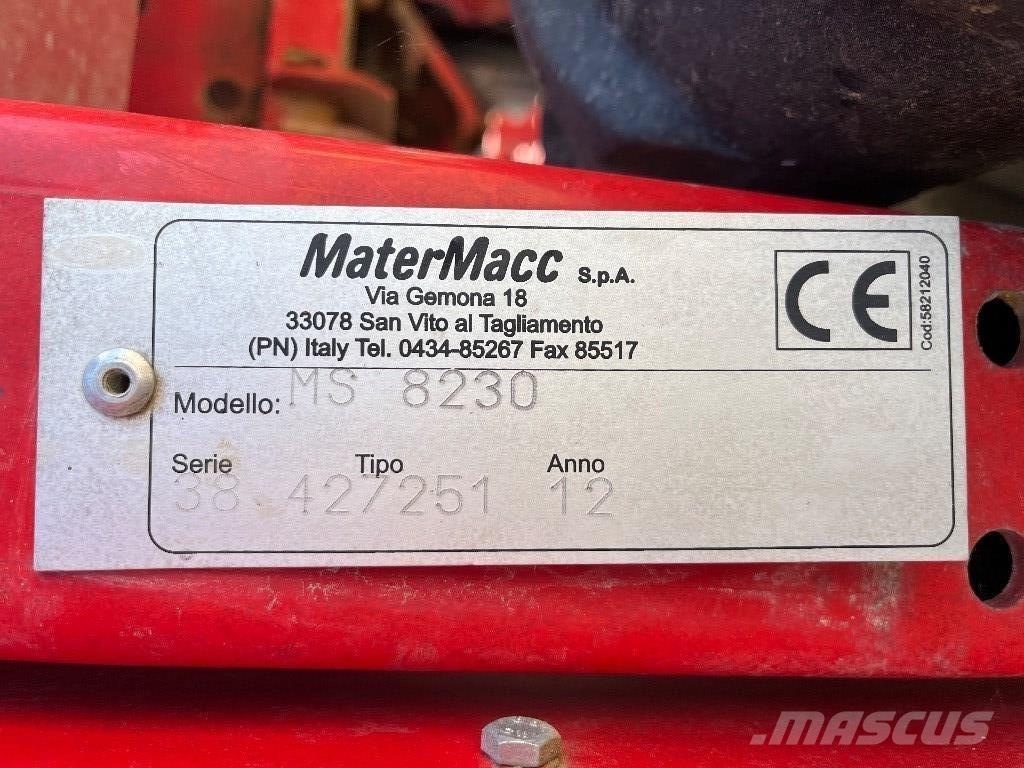 MaterMacc S.p.A.
Via Gemona 18
33078 San Vito al Tagliamento
(PN) Italy Tel. 0434-85267 Fax 85517
CE
Cod:58212040
Modello: MS 8230
Serie Tipo Anno
38 427251 12
MASCUS